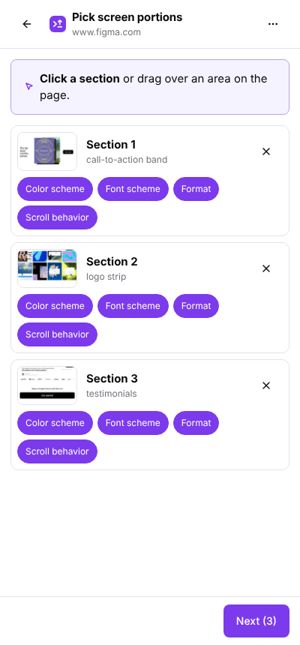 Pick screen portions
www.figma.com
Click a section or drag over an area on the
page.
Section 1
call-to-action band
Color scheme
Font scheme
Format
Scroll behavior
Section 2
logo strip
Color scheme
Font scheme
Format
Scroll behavior
Section 3
testimonials
Color scheme
Font scheme
Format
Scroll behavior
Next (3)